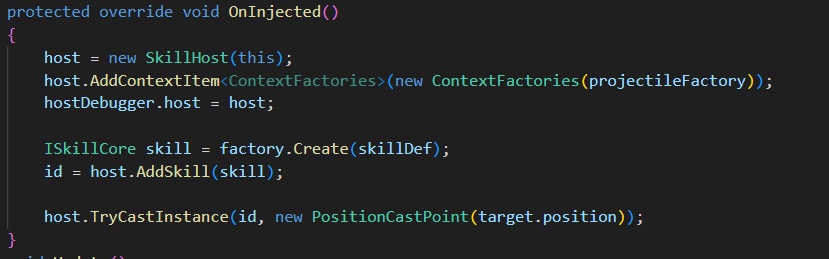 protected override void OnInjected()
{
host = new SkillHost(this);
host.AddContextItem<ContextFactories>(new ContextFactories(projectileFactory));
hostDebugger.host = host;
ISkillCore skill = factory.Create(skillDef);
id = host.AddSkill(skill);
host.TryCastInstance(id, new PositionCastPoint(target.position));
}